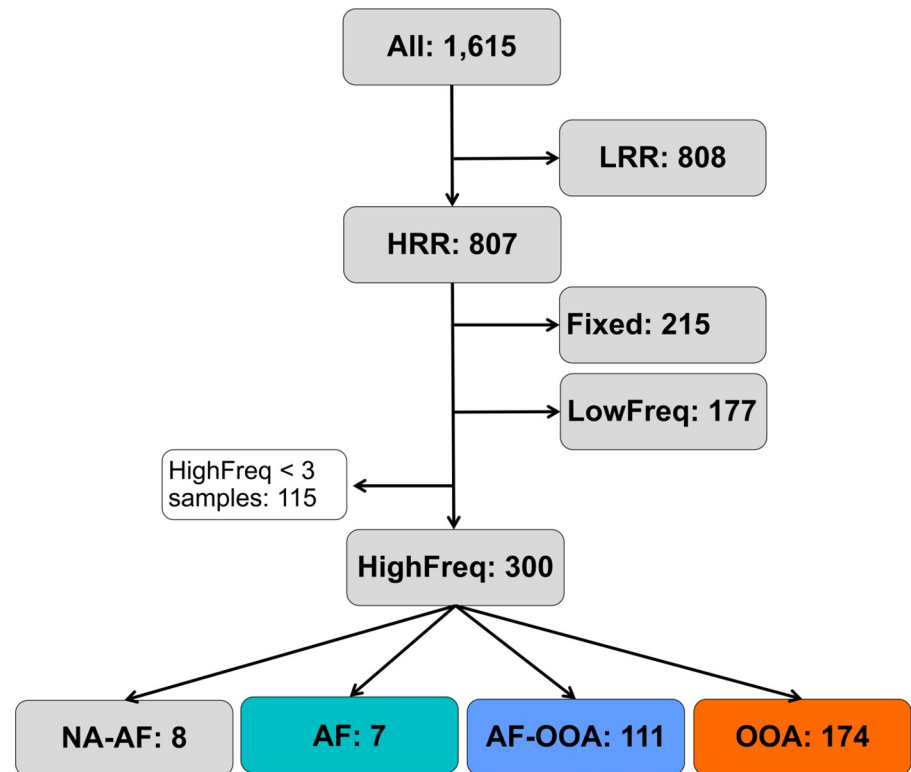 All: 1,615
LRR: 808
HRR: 807
Fixed: 215
LowFreq: 177
HighFreq < 3
samples: 115
HighFreq: 300
NA-AF: 8
AF: 7
AF-OOA: 111
OOA: 174